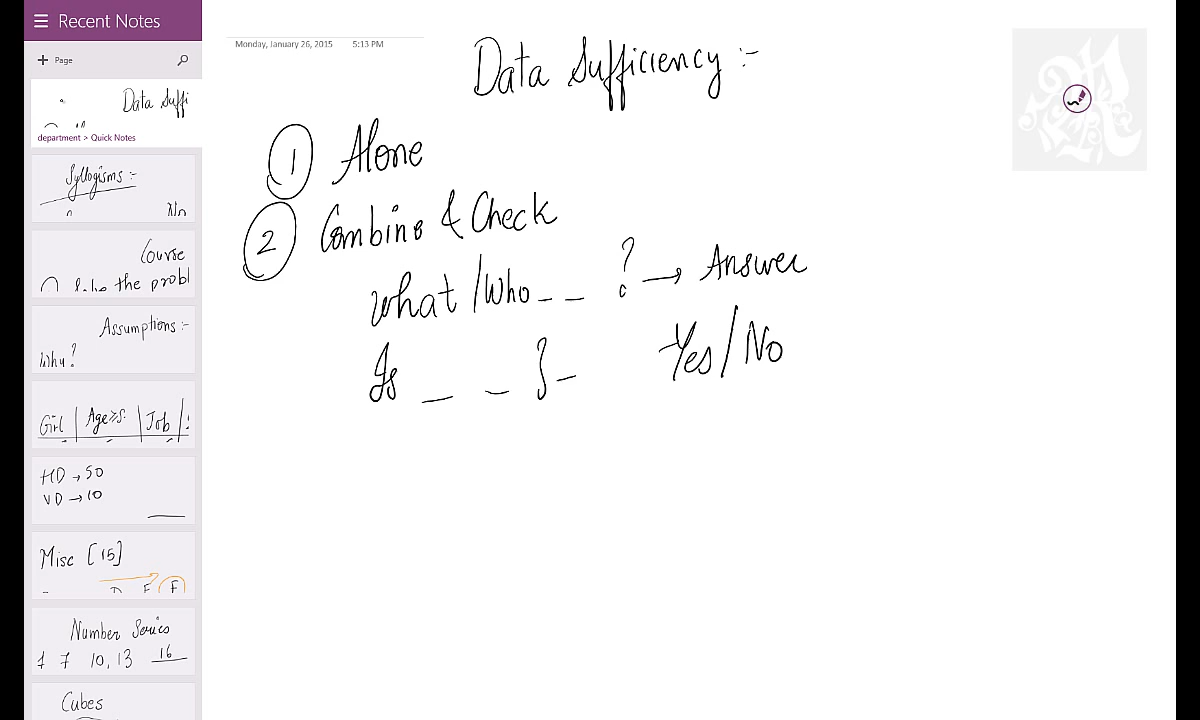 Recent Notes
+ Page
Data Suffi
department > Quick Notes
Syllogisms :-
No
Course
the probl
Assumptions :-
Why?
Girl | Age≥5: | Job |
HD → 50
VD → 10
Misc [15]
D E F
Number Series
1 7 10, 13 16
Cubes
Monday, January 26, 2015 5:13 PM
Data Sufficiency :-
1 Alone
2 Combine & Check
What / Who _ _ ? → Answer
Is _ _ ? - Yes / No